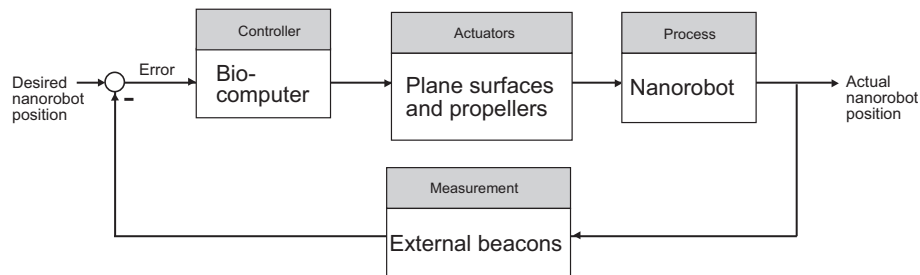 Controller
Actuators
Process
Desired
nanorobot
position
Error
-
Bio-
computer
Plane surfaces
and propellers
Nanorobot
Actual
nanorobot
position
Measurement
External beacons